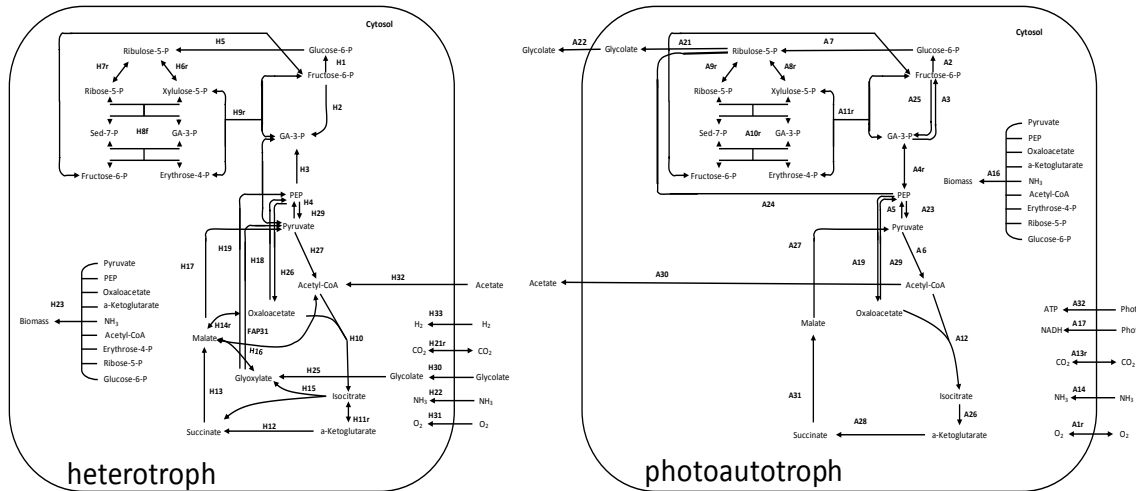 Cytosol
H5
Ribulose-5-P
Glucose-6-P
H7r
H6r
H1
Fructose-6-P
Ribose-5-P
Xylulose-5-P
H2
H9r
Sed-7-P
H8f
GA-3-P
GA-3-P
H3
Fructose-6-P
Erythrose-4-P
PEP
H4
H29
Pyruvate
H19
H27
H17
H18
H26
H32
Acetyl-CoA
Acetate
Pyruvate
PEP
Oxaloacetate
a-Ketoglutarate
H23
Biomass
NH3
Acetyl-CoA
Erythrose-4-P
Ribose-5-P
Glucose-6-P
Oxaloacetate
H14r
FAP31
Malate
H10
H16
H33
H2
H2
H21r
CO2
CO2
H25
H30
Glyoxylate
Glycolate
Glycolate
H13
H15
H22
Isocitrate
NH3
NH3
H11r
H31
H12
Succinate
a-Ketoglutarate
O2
O2
heterotroph
Cytosol
A22
A21
A7
Glycolate
Glycolate
Ribulose-5-P
Glucose-6-P
A9r
A8r
A2
Fructose-6-P
Ribose-5-P
Xylulose-5-P
A25
A3
A11r
Sed-7-P
A10r
GA-3-P
GA-3-P
A4r
Fructose-6-P
Erythrose-4-P
PEP
A24
A5
A23
Pyruvate
Pyruvate
PEP
Oxaloacetate
a-Ketoglutarate
A16
Biomass
NH3
Acetyl-CoA
Erythrose-4-P
Ribose-5-P
Glucose-6-P
A27
A6
A19
A29
A30
Acetate
Acetyl-CoA
Oxaloacetate
Malate
A12
A32
ATP
Phot
A17
NADH
Phot
A13r
CO2
CO2
A31
Isocitrate
A14
NH3
NH3
A26
A28
A1r
Succinate
a-Ketoglutarate
O2
O2
photoautotroph